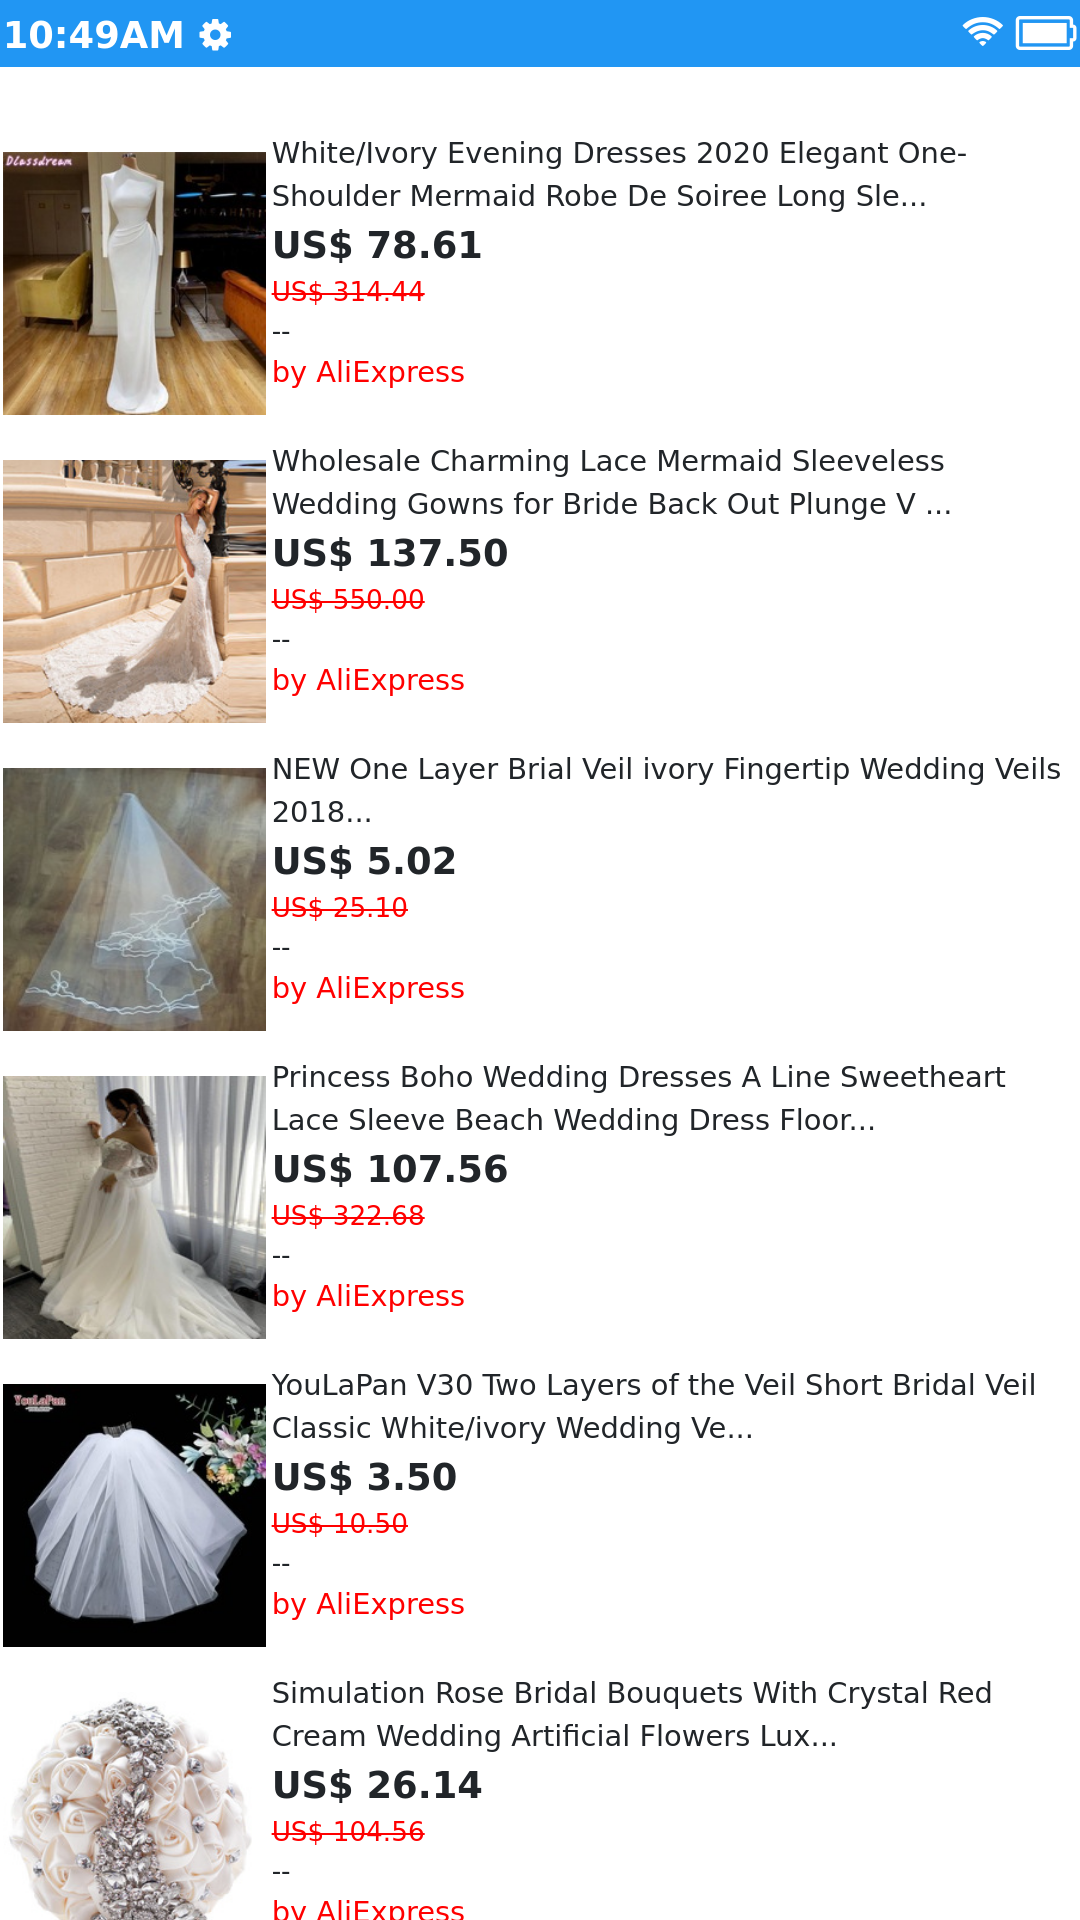 10:49AM
Dlassdream
White/Ivory Evening Dresses 2020 Elegant One-
Shoulder Mermaid Robe De Soiree Long Sle...
US$ 78.61
US$ 314.44
--
by AliExpress
Wholesale Charming Lace Mermaid Sleeveless
Wedding Gowns for Bride Back Out Plunge V ...
US$ 137.50
US$ 550.00
--
by AliExpress
NEW One Layer Brial Veil ivory Fingertip Wedding Veils
2018...
US$ 5.02
US$ 25.10
--
by AliExpress
Princess Boho Wedding Dresses A Line Sweetheart
Lace Sleeve Beach Wedding Dress Floor...
US$ 107.56
US$ 322.68
--
by AliExpress
YouLaPan
YouLaPan V30 Two Layers of the Veil Short Bridal Veil
Classic White/ivory Wedding Ve...
US$ 3.50
US$ 10.50
--
by AliExpress
Simulation Rose Bridal Bouquets With Crystal Red
Cream Wedding Artificial Flowers Lux...
US$ 26.14
US$ 104.56
--
by AliExpress